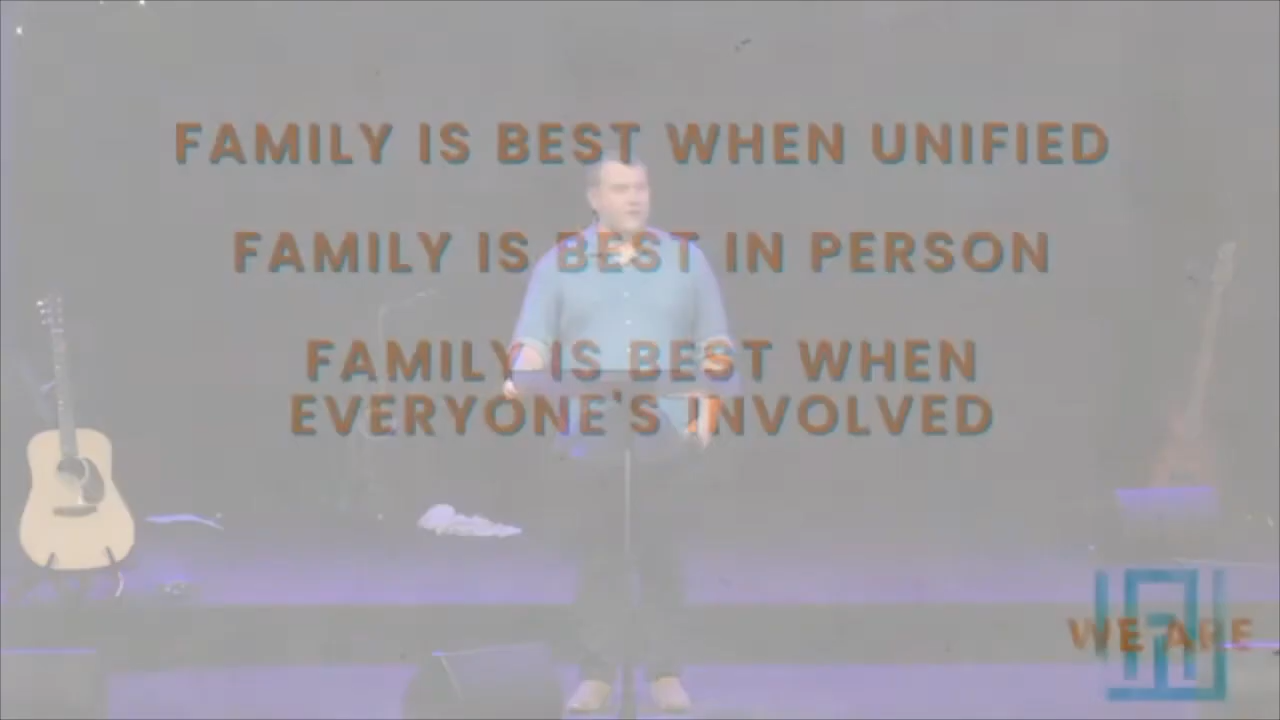 FAMILY IS BEST WHEN UNIFIED
FAMILY IS BEST IN PERSON
FAMILY IS BEST WHEN
EVERYONE'S INVOLVED
WE ARE